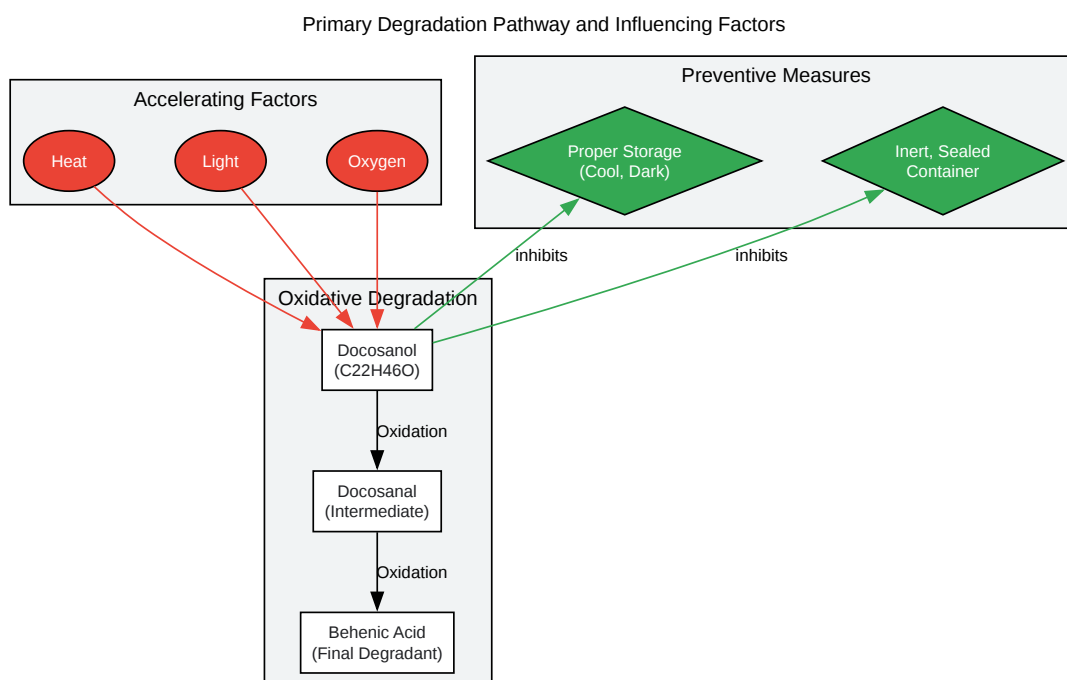 Primary Degradation Pathway and Influencing Factors
Accelerating Factors
Heat
Light
Oxygen
Preventive Measures
Proper Storage
(Cool, Dark)
Inert, Sealed
Container
inhibits
inhibits
Oxidative Degradation
Docosanol
(C22H46O)
Oxidation
Docosanal
(Intermediate)
Oxidation
Behenic Acid
(Final Degradant)